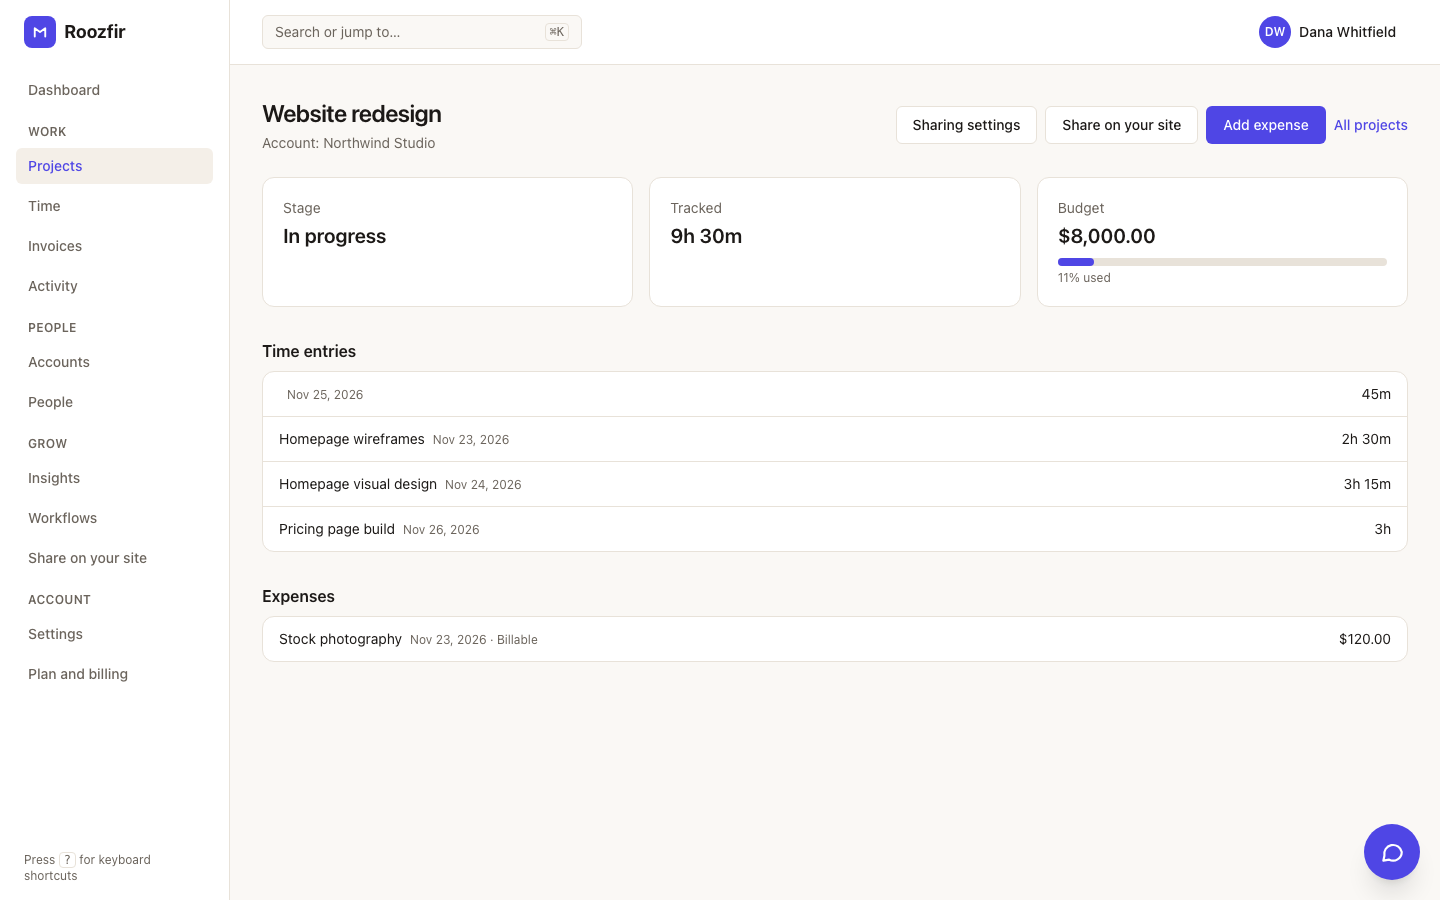 Roozfir
Search or jump to...
⌘K
DW
Dana Whitfield
Dashboard
WORK
Projects
Time
Invoices
Activity
PEOPLE
Accounts
People
GROW
Insights
Workflows
Share on your site
ACCOUNT
Settings
Plan and billing
Press ? for keyboard
shortcuts
Website redesign
Account: Northwind Studio
Sharing settings
Share on your site
Add expense
All projects
Stage
In progress
Tracked
9h 30m
Budget
$8,000.00
11% used
Time entries
Nov 25, 2026 45m
Homepage wireframes Nov 23, 2026 2h 30m
Homepage visual design Nov 24, 2026 3h 15m
Pricing page build Nov 26, 2026 3h
Expenses
Stock photography Nov 23, 2026 · Billable $120.00